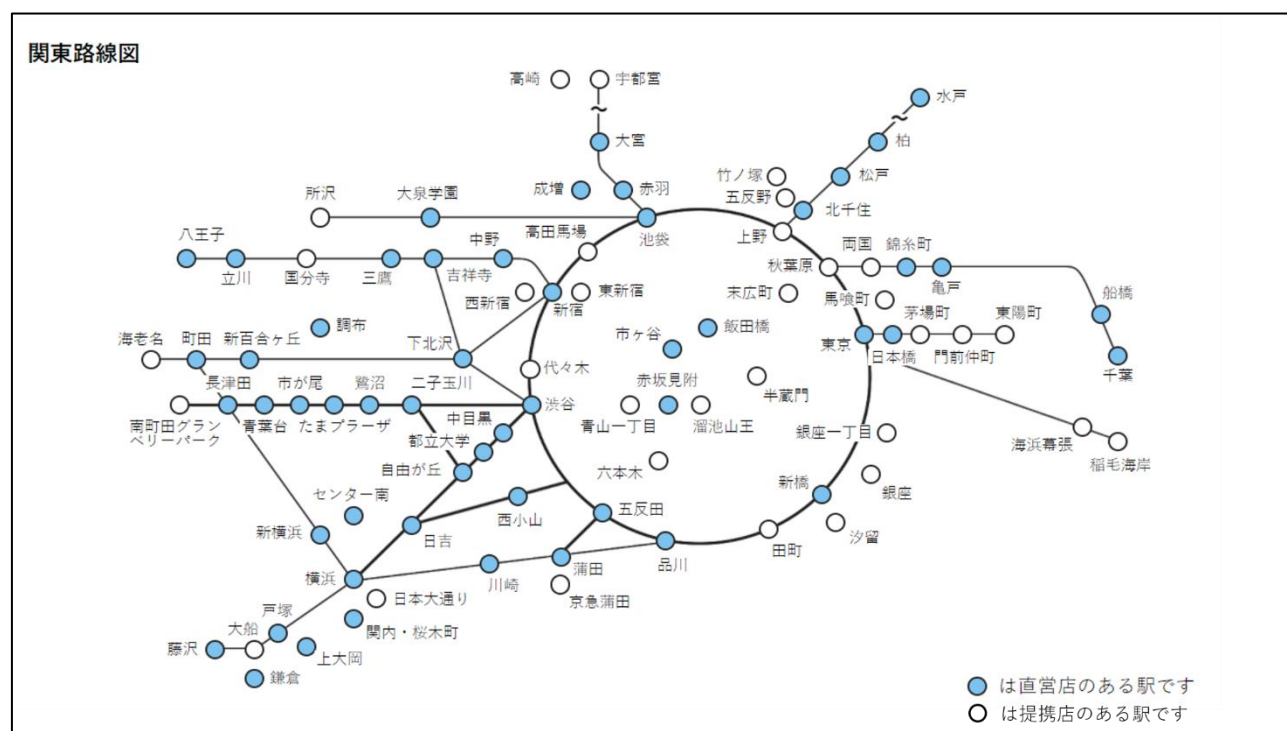 関東路線図
高崎
宇都宮
水戸
大宮
柏
竹ノ塚
松戸
所沢
大泉学園
成増
赤羽
五反野
北千住
八王子
中野
高田馬場
池袋
上野
両国
錦糸町
立川
国分寺
三鷹
吉祥寺
秋葉原
亀戸
船橋
西新宿
新宿
東新宿
末広町
馬喰町
茅場町
東陽町
調布
市ヶ谷
飯田橋
海老名
町田
新百合ヶ丘
下北沢
東京
日本橋
門前仲町
千葉
代々木
長津田
市が尾
鷺沼
二子玉川
赤坂見附
半蔵門
南町田グラン
ベリーパーク
青葉台
たまプラーザ
中目黒
渋谷
青山一丁目
溜池山王
都立大学
銀座一丁目
海浜幕張
稲毛海岸
自由が丘
六本木
センター南
新橋
銀座
新横浜
日吉
西小山
五反田
汐留
田町
横浜
川崎
蒲田
品川
日本大通り
京急蒲田
戸塚
関内・桜木町
大船
藤沢
上大岡
鎌倉
は直営店のある駅です
は提携店のある駅です